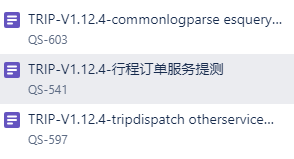 TRIP-V1.12.4-commonlogparse esquery...
QS-603
TRIP-V1.12.4-行程订单服务提测
QS-541
TRIP-V1.12.4-tripdispatch otherservice...
QS-597